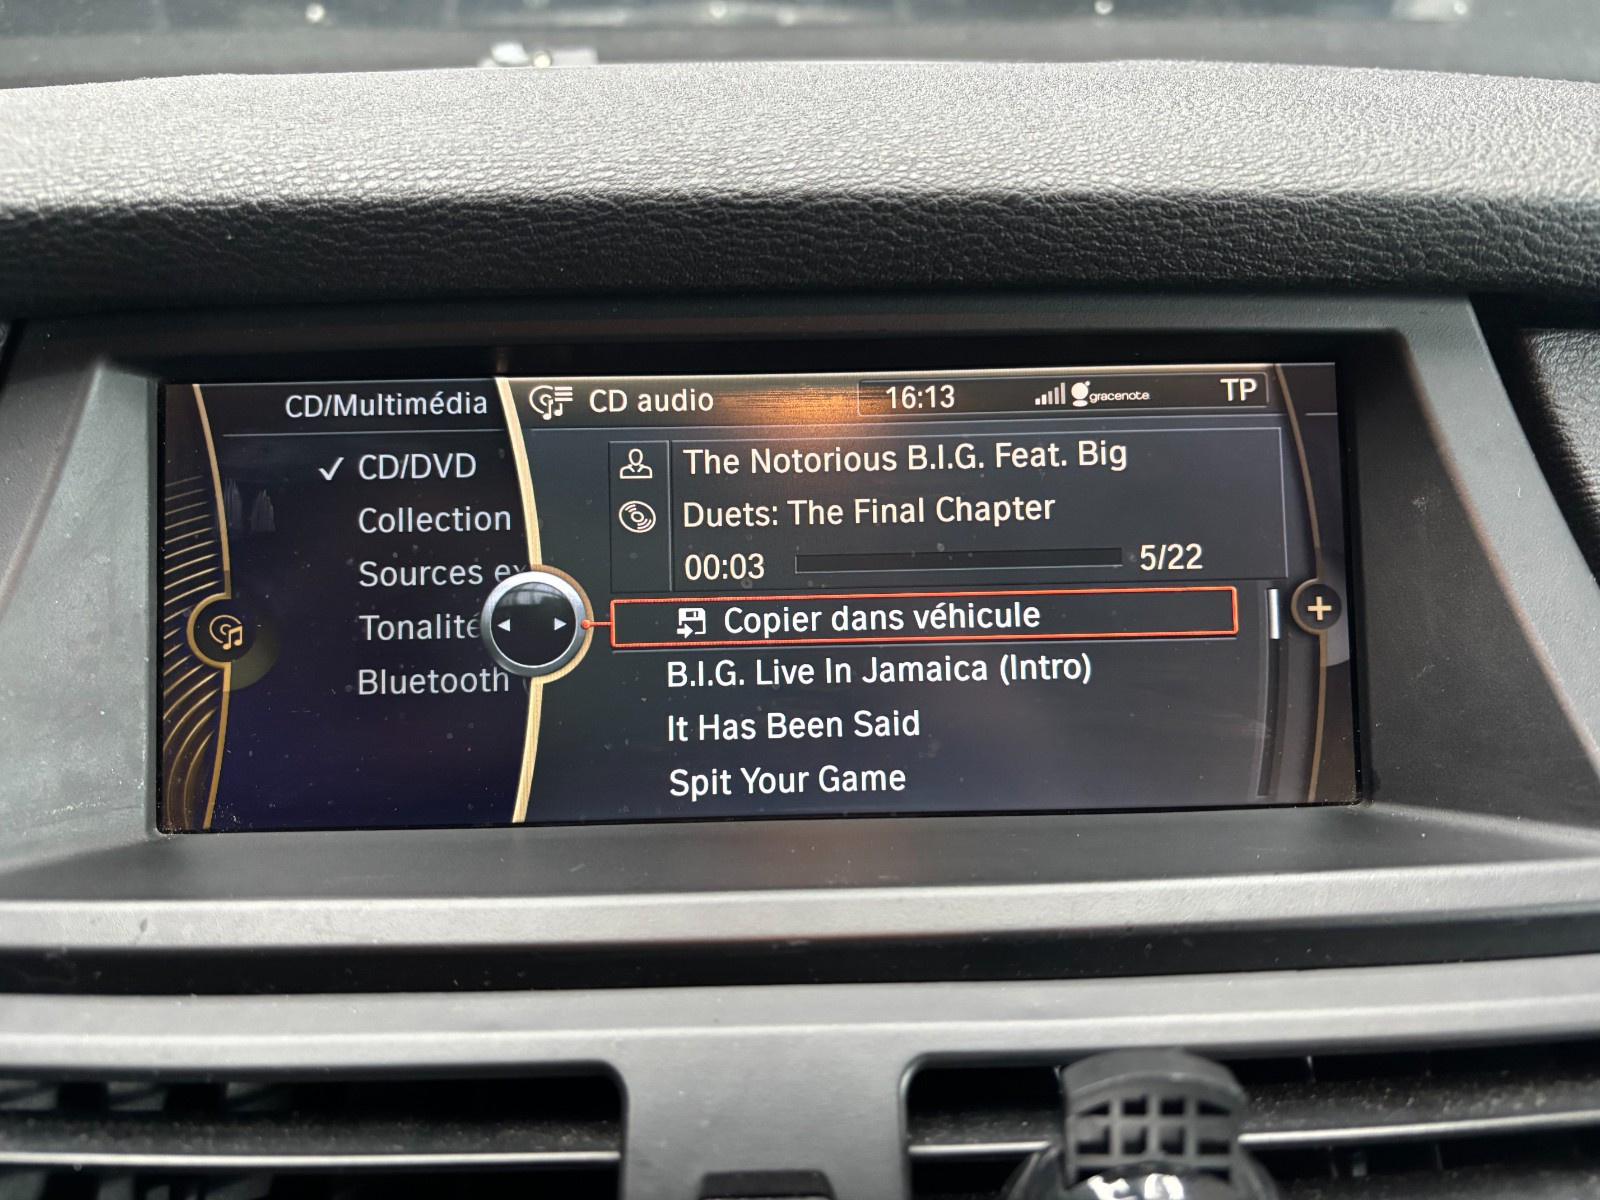 CD/Multimédia
CD/DVD
Collection
Sources
Tonalité
Bluetooth
CD audio
16:13
gracenote
TP
The Notorious B.I.G. Feat. Big
Duets: The Final Chapter
00:03
5/22
Copier dans véhicule
B.I.G. Live In Jamaica (Intro)
It Has Been Said
Spit Your Game